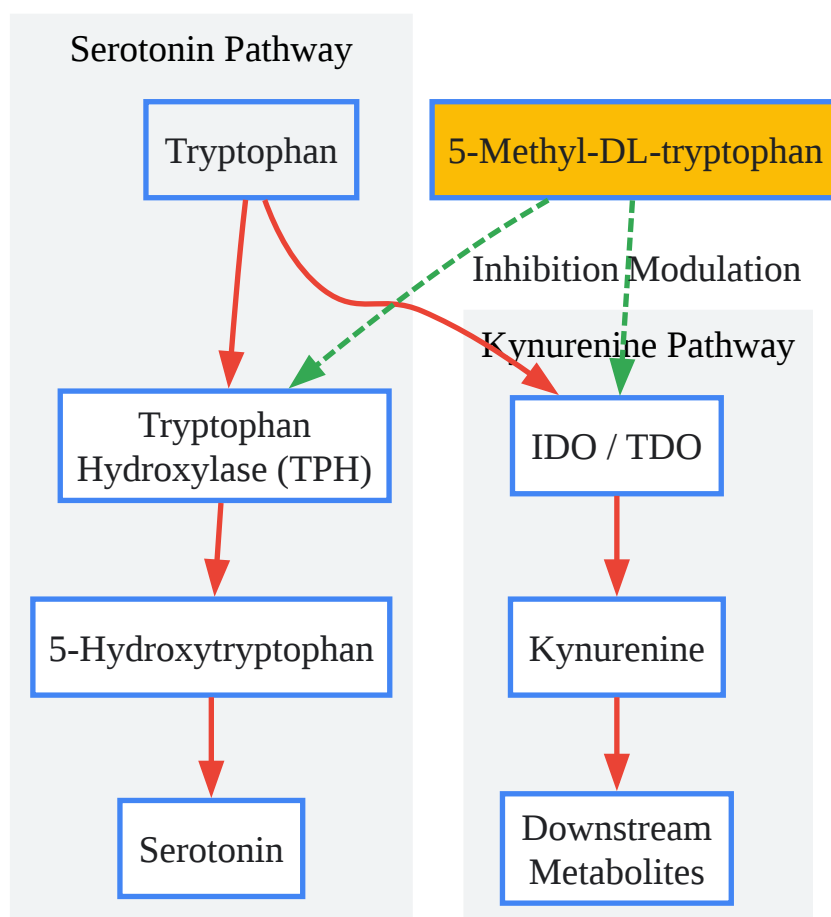 Serotonin Pathway
Tryptophan
5-Methyl-DL-tryptophan
Inhibition Modulation
Kynurenine Pathway
Tryptophan
Hydroxylase (TPH)
IDO / TDO
5-Hydroxytryptophan
Kynurenine
Serotonin
Downstream
Metabolites